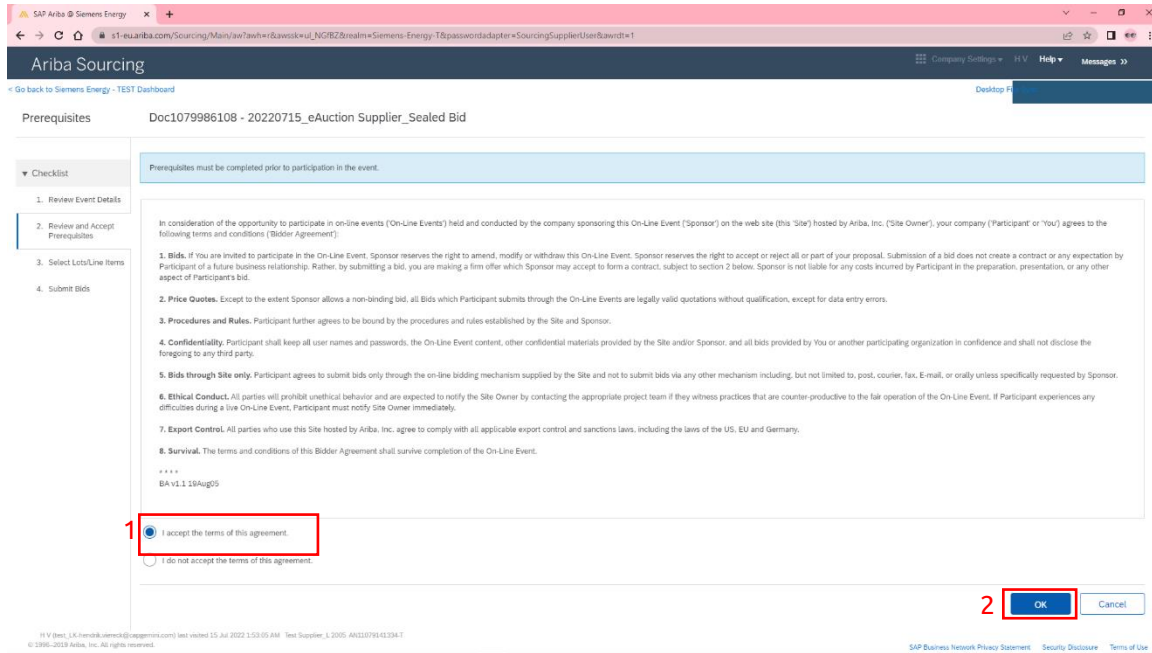 SAP Ariba @ Siemens Energy
s1-eu.ariba.com/Sourcing/Main/aw?awh=r&awssk=uI_NGfBZ&realm=Siemens-Energy-T&passwordadapter=SourcingSupplierUser&awrdt=1
Ariba Sourcing
Company Settings HV Help Messages
< Go back to Siemens Energy - TEST Dashboard
Desktop
Prerequisites
Doc1079986108 - 20220715_eAuction Supplier_Sealed Bid
Checklist
1. Review Event Details
2. Review and Accept
Prerequisites
3. Select Lots/Line Items
4. Submit Bids
Prerequisites must be completed prior to participation in the event.
In consideration of the opportunity to participate in on-line events ('On-Line Events') held and conducted by the company sponsoring this On-Line Event ('Sponsor') on the web site (this 'Site') hosted by Ariba, Inc. ('Site Owner'), your company ('Participant' or 'You') agrees to the
following terms and conditions ('Bidder Agreement'):
1. Bids. If You are invited to participate in the On-Line Event, Sponsor reserves the right to amend, modify or withdraw this On-Line Event. Sponsor reserves the right to accept or reject all or part of your proposal. Submission of a bid does not create a contract or any expectation by
Participant of a future business relationship. Rather, by submitting a bid, you are making a firm offer which Sponsor may accept to form a contract, subject to section 2 below. Sponsor is not liable for any costs incurred by Participant in the preparation, presentation, or any other
aspect of Participant's bid.
2. Price Quotes. Except to the extent Sponsor allows a non-binding bid, all Bids which Participant submits through the On-Line Events are legally valid quotations without qualification, except for data entry errors.
3. Procedures and Rules. Participant further agrees to be bound by the procedures and rules established by the Site and Sponsor.
4. Confidentiality. Participant shall keep all user names and passwords, the On-Line Event content, other confidential materials provided by the Site and/or Sponsor, and all bids provided by You or another participating organization in confidence and shall not disclose the
foregoing to any third party.
5. Bids through Site only. Participant agrees to submit bids only through the on-line bidding mechanism supplied by the Site and not to submit bids via any other mechanism including, but not limited to, post, courier, fax, E-mail, or orally unless specifically requested by Sponsor.
6. Ethical Conduct. All parties will prohibit unethical behavior and are expected to notify the Site Owner by contacting the appropriate project team if they witness practices that are counter-productive to the fair operation of the On-Line Event. If Participant experiences any
difficulties during a live On-Line Event, Participant must notify Site Owner immediately.
7. Export Control. All parties who use this Site hosted by Ariba, Inc. agree to comply with all applicable export control and sanctions laws, including the laws of the US, EU and Germany.
8. Survival. The terms and conditions of this Bidder Agreement shall survive completion of the On-Line Event.
* * * *
BA v1.1 19Aug05
1
I accept the terms of this agreement.
I do not accept the terms of this agreement.
2
OK
Cancel
H V last visited 15 Jul 2022 1:53:05 AM Test Supplier_L 2005
© 1996–2019 Ariba, Inc. All rights reserved.
SAP Business Network Privacy Statement Security Disclosure Terms of Use